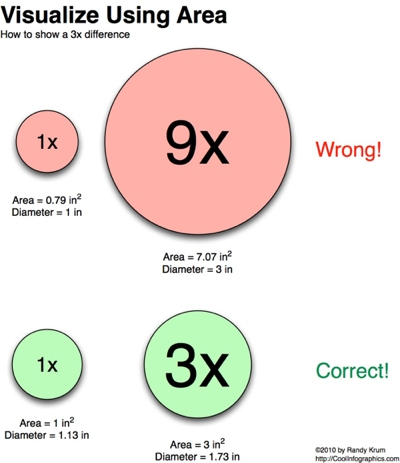 Visualize Using Area
How to show a 3x difference
1x
9x
Wrong!
Area = 0.79 in²
Diameter = 1 in
Area = 7.07 in²
Diameter = 3 in
1x
3x
Correct!
Area = 1 in²
Diameter = 1.13 in
Area = 3 in²
Diameter = 1.73 in
©2010 by Randy Krum
http://CoolInfographics.com